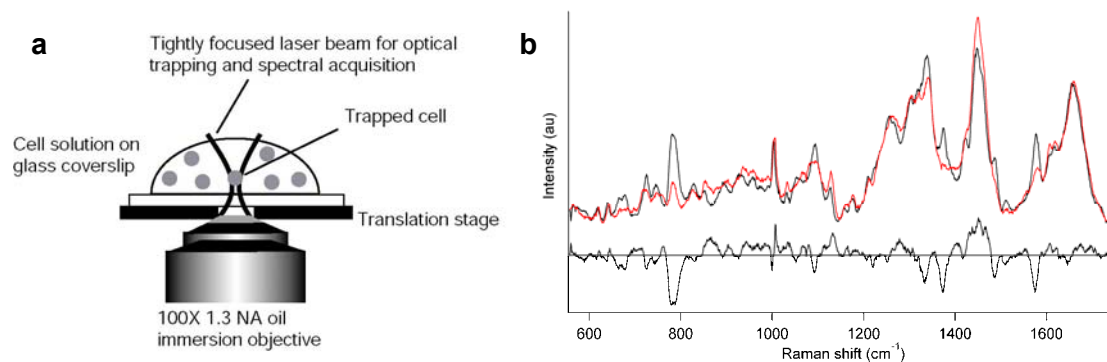 a
Tightly focused laser beam for optical
trapping and spectral acquisition
Trapped cell
Cell solution on
glass coverslip
Translation stage
100X 1.3 NA oil
immersion objective
b
Intensity (au)
600 800 1000 1200 1400 1600
Raman shift (cm⁻¹)